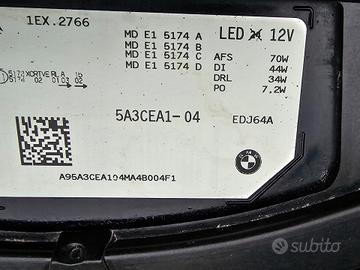 1EX.2766
MD E1 5174 A
MD E1 5174 B
MD E1 5174 C
MD E1 5174 D
LED 12V
AFS 70W
DI 44W
DRL 34W
PO 7.2W
5A3CEA1-04
EDJ64A
A95A3CEA104MA4B004F1
subito